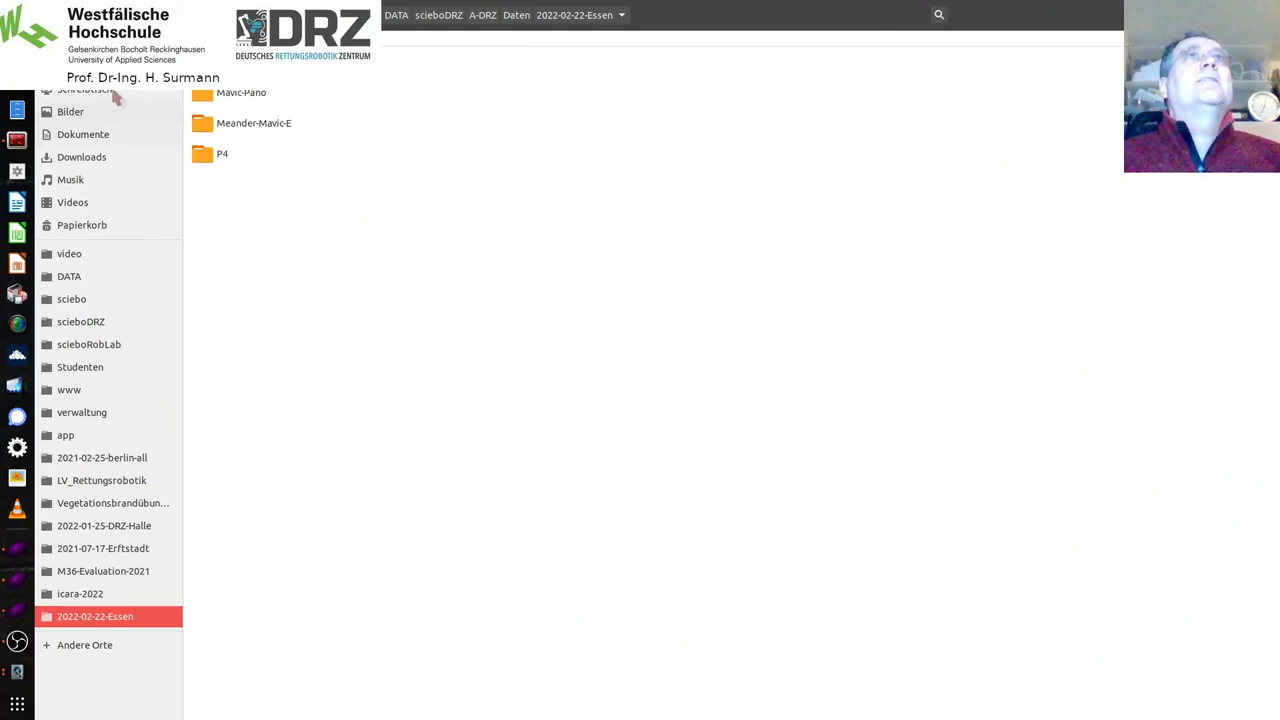 Westfälische
Hochschule
Gelsenkirchen Bocholt Recklinghausen
University of Applied Sciences
DRZ
DEUTSCHES RETTUNGSROBOTIK ZENTRUM
Prof. Dr-Ing. H. Surmann
DATA scieboDRZ A-DRZ Daten 2022-02-22-Essen
Schreibtisch
Bilder
Dokumente
Downloads
Musik
Videos
Papierkorb
video
DATA
sciebo
scieboDRZ
scieboRobLab
Studenten
www
verwaltung
app
2021-02-25-berlin-all
LV_Rettungsrobotik
Vegetationsbrandübun...
2022-01-25-DRZ-Halle
2021-07-17-Erftstadt
M36-Evaluation-2021
icara-2022
2022-02-22-Essen
Andere Orte
Mavic-Pano
Meander-Mavic-E
P4